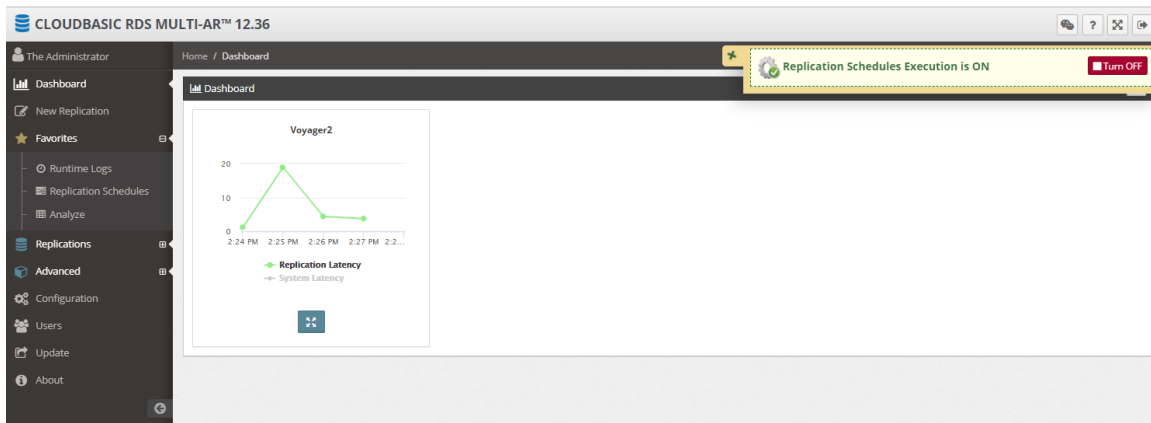 CLOUDBASIC RDS MULTI-AR™ 12.36
?
The Administrator
Home / Dashboard
Replication Schedules Execution is ON
Turn OFF
Dashboard
New Replication
Favorites
Runtime Logs
Replication Schedules
Analyze
Replications
Advanced
Configuration
Users
Update
About
Dashboard
Voyager2
20
10
0
2:24 PM 2:25 PM 2:26 PM 2:27 PM 2:2...
Replication Latency
System Latency